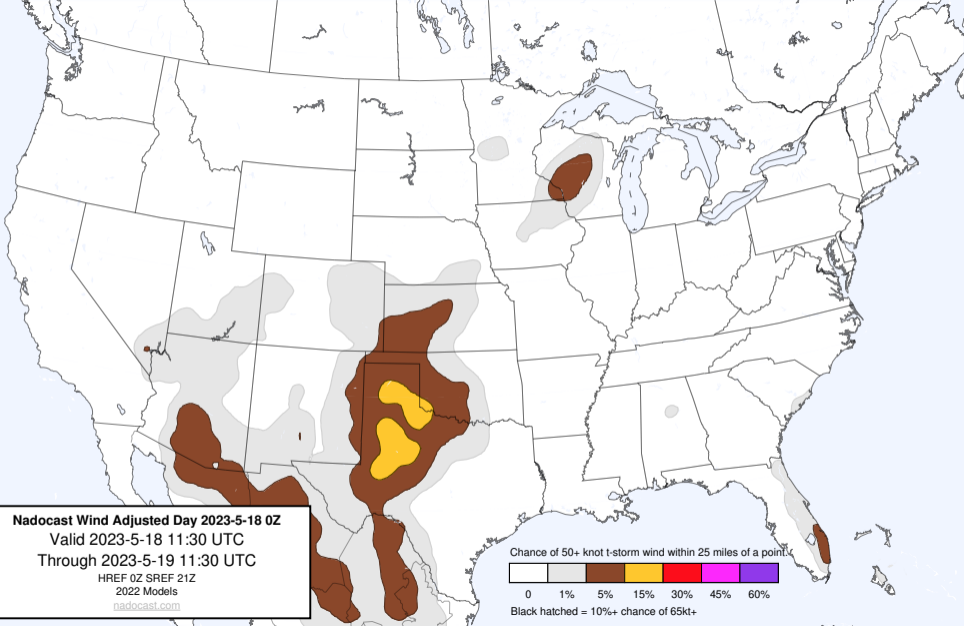 Nadocast Wind Adjusted Day 2023-5-18 0Z
Valid 2023-5-18 11:30 UTC
Through 2023-5-19 11:30 UTC
HREF 0Z SREF 21Z
2022 Models
nadocast.com
Chance of 50+ knot t-storm wind within 25 miles of a point.
0 1% 5% 15% 30% 45% 60%
Black hatched = 10%+ chance of 65kt+